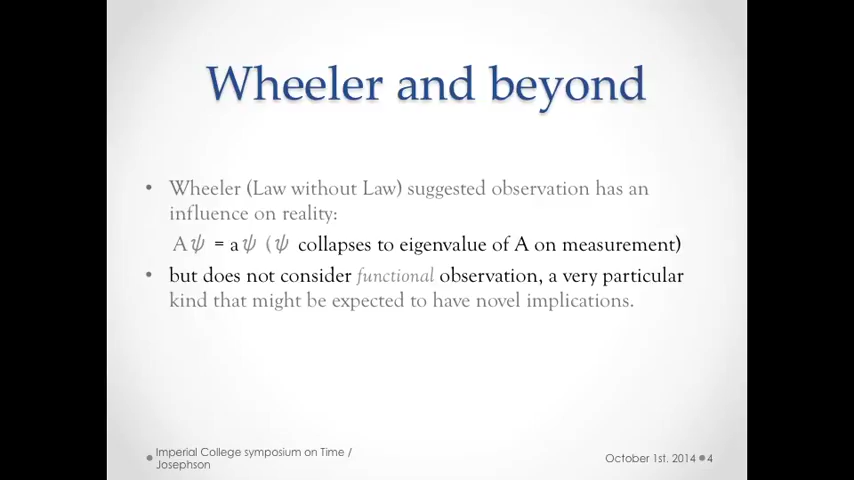 Wheeler and beyond
• Wheeler (Law without Law) suggested observation has an
influence on reality:
Aψ = aψ (ψ collapses to eigenvalue of A on measurement)
• but does not consider functional observation, a very particular
kind that might be expected to have novel implications.
Imperial College symposium on Time /
Josephson
October 1st. 2014 4